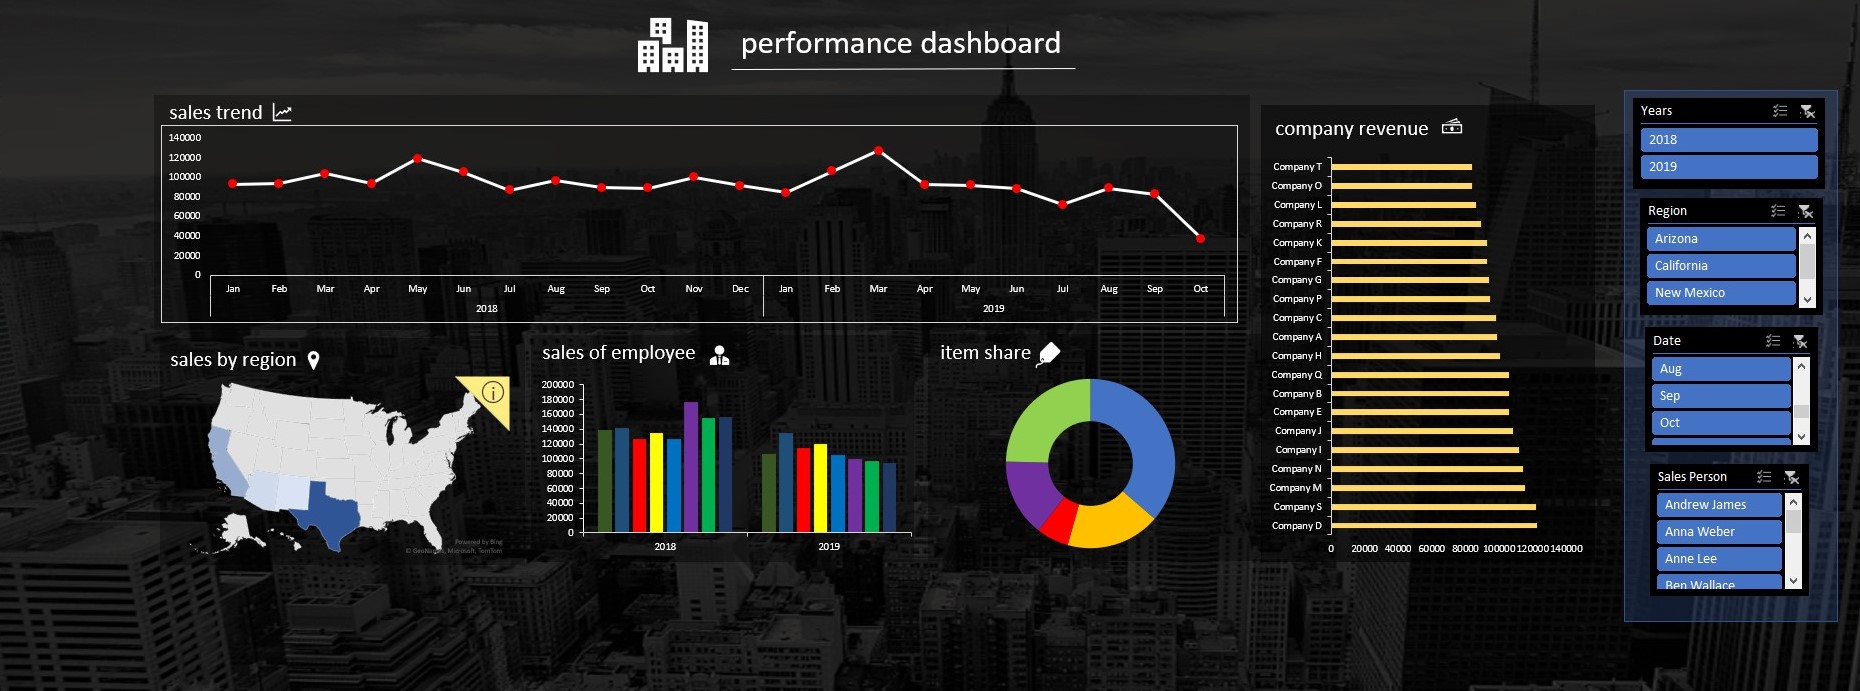 performance dashboard
sales trend
140000
120000
100000
80000
60000
40000
20000
0
Jan Feb Mar Apr May Jun Jul Aug Sep Oct Nov Dec Jan Feb Mar Apr May Jun Jul Aug Sep Oct
2018 2019
sales by region
Powered by Bing
© GeoNames, Microsoft, TomTom
sales of employee
200000
180000
160000
140000
120000
100000
80000
60000
40000
20000
0
2018 2019
item share
company revenue
Company T
Company O
Company L
Company R
Company K
Company F
Company G
Company P
Company C
Company A
Company H
Company Q
Company B
Company E
Company J
Company I
Company N
Company M
Company S
Company D
0 20000 40000 60000 80000 100000 120000 140000
Years
2018
2019
Region
Arizona
California
New Mexico
Date
Aug
Sep
Oct
Sales Person
Andrew James
Anna Weber
Anne Lee
Ben Wallace